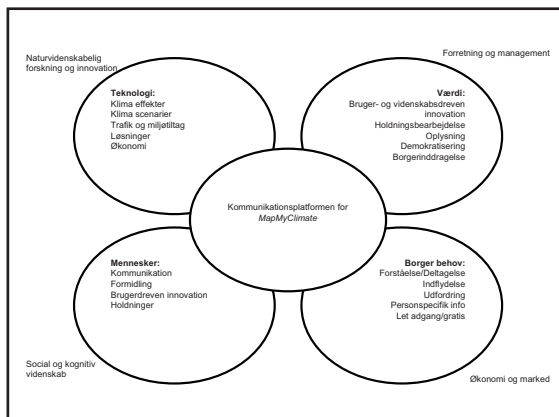 Naturvidenskabelig
forskning og innovation
Forretning og management
Teknologi:
Klima effekter
Klima scenarier
Trafik og miljøtiltag
Løsninger
Økonomi
Værdi:
Bruger- og videnskabsdreven
innovation
Holdningsbearbejdelse
Oplysning
Demokratisering
Borgerinddragelse
Kommunikationsplatformen for
MapMyClimate
Mennesker:
Kommunikation
Formidling
Brugerdreven innovation
Holdninger
Borger behov:
Forståelse/Deltagelse
Indflydelse
Udfordring
Personspecifik info
Let adgang/gratis
Social og kognitiv
videnskab
Økonomi og marked